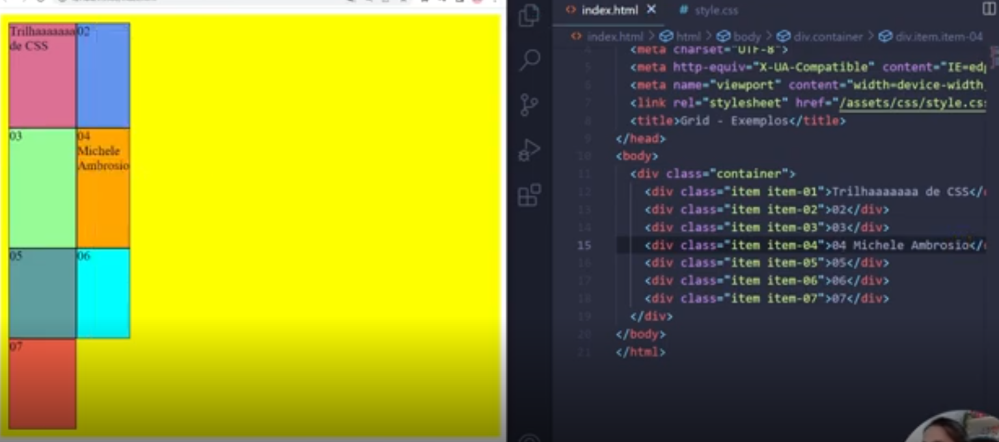 Trilhaaaaaaa
de CSS
02
03
04
Michele
Ambrosio
05
06
07
index.html
# style.css
index.html > html > body > div.container > div.item.item-04
4 <meta charset="UTF-8">
5 <meta http-equiv="X-UA-Compatible" content="IE=ed
6 <meta name="viewport" content="width=device-width,
7 <link rel="stylesheet" href="/assets/css/style.cs
8 <title>Grid - Exemplos</title>
9 </head>
10 <body>
11 <div class="container">
12 <div class="item item-01">Trilhaaaaaaa de CSS</
13 <div class="item item-02">02</div>
14 <div class="item item-03">03</div>
15 <div class="item item-04">04 Michele Ambrosio</
16 <div class="item item-05">05</div>
17 <div class="item item-06">06</div>
18 <div class="item item-07">07</div>
19 </div>
20 </body>
21 </html>